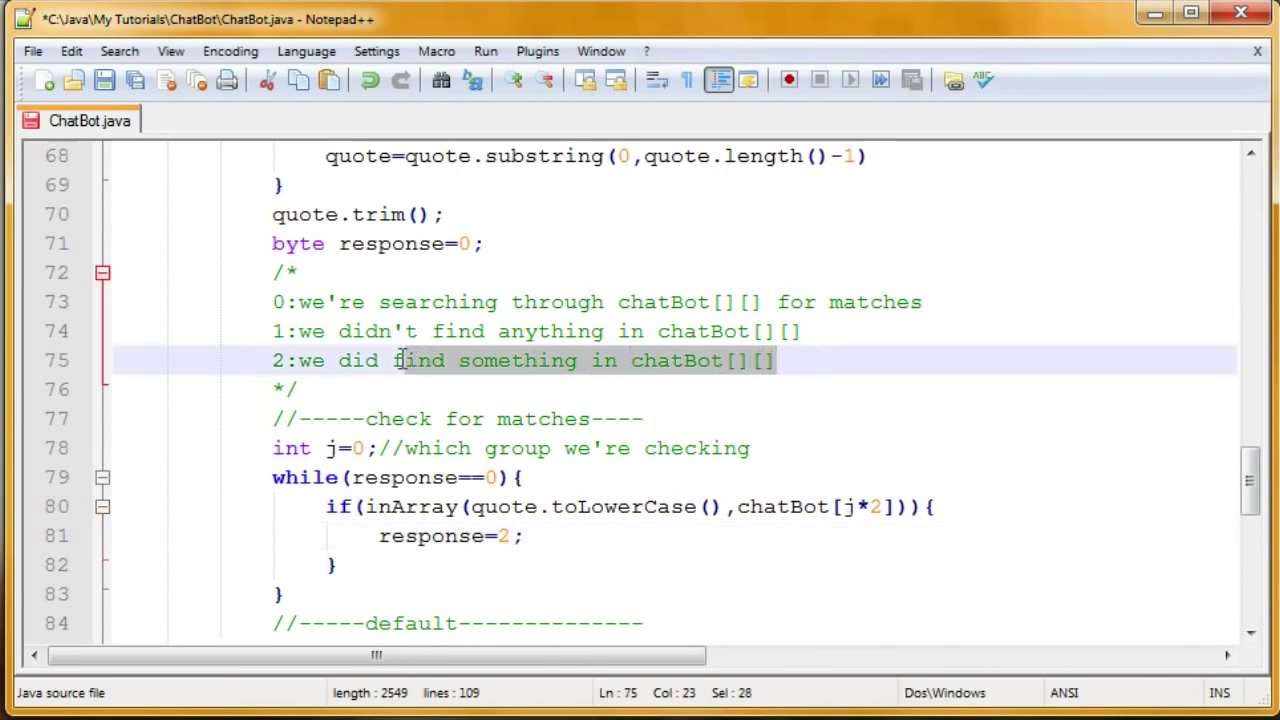 *C:\Java\My Tutorials\ChatBot\ChatBot.java - Notepad++
File Edit Search View Encoding Language Settings Macro Run Plugins Window ? X
ABC
ChatBot.java
68 quote=quote.substring(0,quote.length()-1)
69 }
70 quote.trim();
71 byte response=0;
72 /*
73 0:we're searching through chatBot[][] for matches
74 1:we didn't find anything in chatBot[][]
75 2:we did find something in chatBot[][]
76 */
77 //-----check for matches----
78 int j=0;//which group we're checking
79 while(response==0){
80 if(inArray(quote.toLowerCase(),chatBot[j*2])){
81 response=2;
82 }
83 }
84 //-----default--------------
Java source file length : 2549 lines : 109 Ln : 75 Col : 23 Sel : 28 Dos\Windows ANSI INS